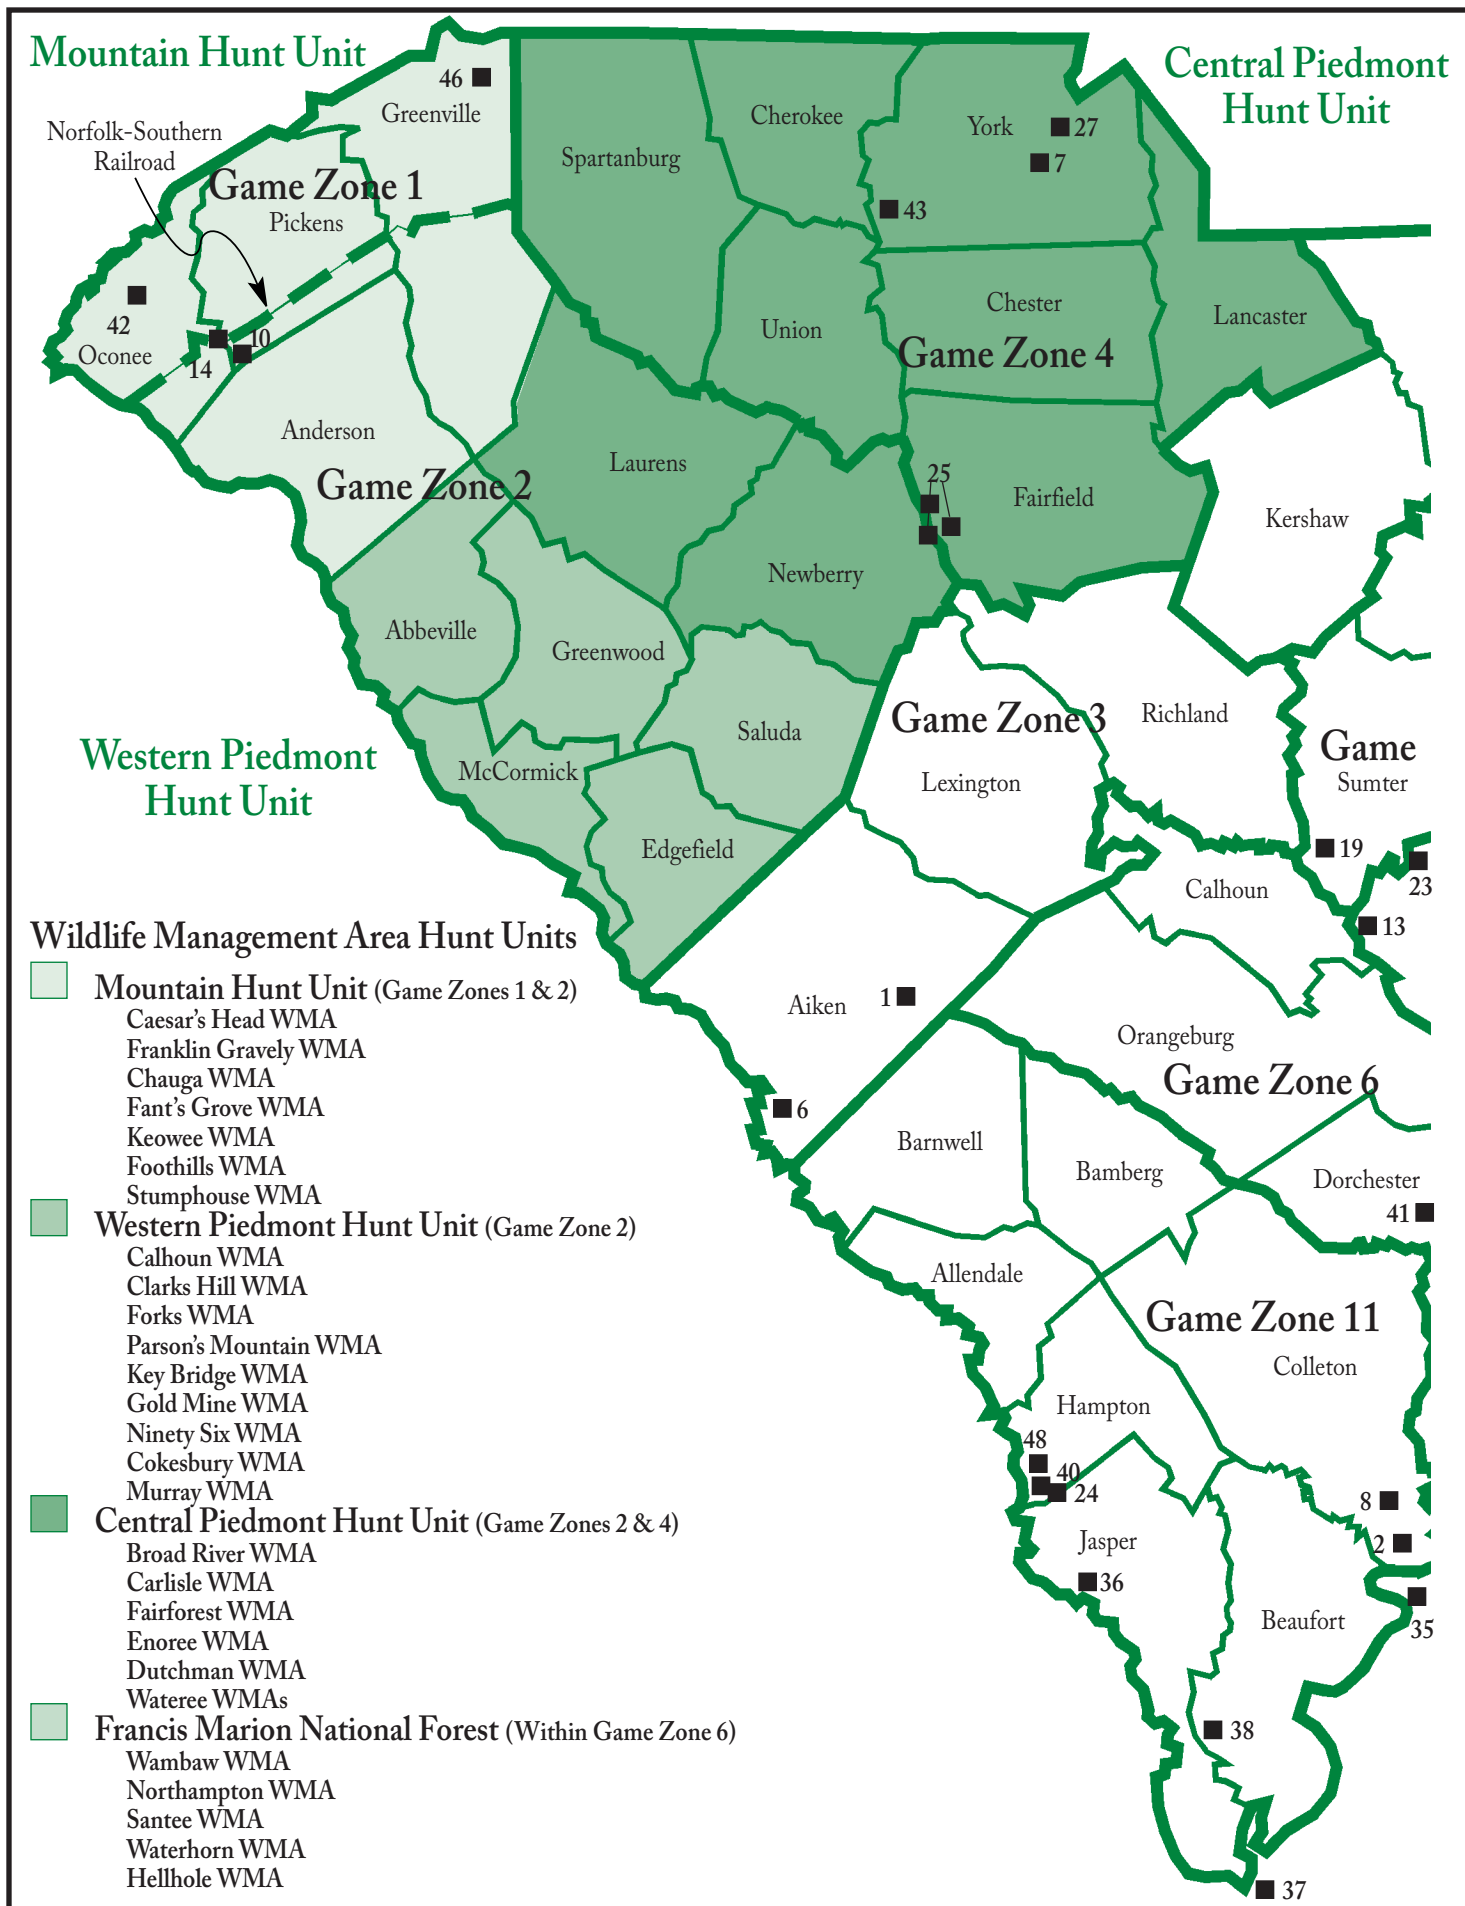 Mountain Hunt Unit
Central Piedmont
Hunt Unit
46
Greenville
Norfolk-Southern
Railroad
Cherokee
York
27
7
Spartanburg
Game Zone 1
Pickens
43
42
Oconee
14
10
Union
Chester
Game Zone 4
Lancaster
Anderson
Game Zone 2
Laurens
25
Fairfield
Kershaw
Newberry
Abbeville
Greenwood
Western Piedmont
Hunt Unit
McCormick
Saluda
Edgefield
Game Zone 3
Lexington
Richland
Game
Sumter
19
23
13
Calhoun
Aiken
1
6
Orangeburg
Game Zone 6
Barnwell
Bamberg
Dorchester
41
Allendale
Game Zone 11
Colleton
Hampton
48
40
24
8
2
Jasper
36
35
Beaufort
38
37
Wildlife Management Area Hunt Units
Mountain Hunt Unit (Game Zones 1 & 2)
Caesar's Head WMA
Franklin Gravely WMA
Chauga WMA
Fant's Grove WMA
Keowee WMA
Foothills WMA
Stumphouse WMA
Western Piedmont Hunt Unit (Game Zone 2)
Calhoun WMA
Clarks Hill WMA
Forks WMA
Parson's Mountain WMA
Key Bridge WMA
Gold Mine WMA
Ninety Six WMA
Cokesbury WMA
Murray WMA
Central Piedmont Hunt Unit (Game Zones 2 & 4)
Broad River WMA
Carlisle WMA
Fairforest WMA
Enoree WMA
Dutchman WMA
Wateree WMAs
Francis Marion National Forest (Within Game Zone 6)
Wambaw WMA
Northampton WMA
Santee WMA
Waterhorn WMA
Hellhole WMA